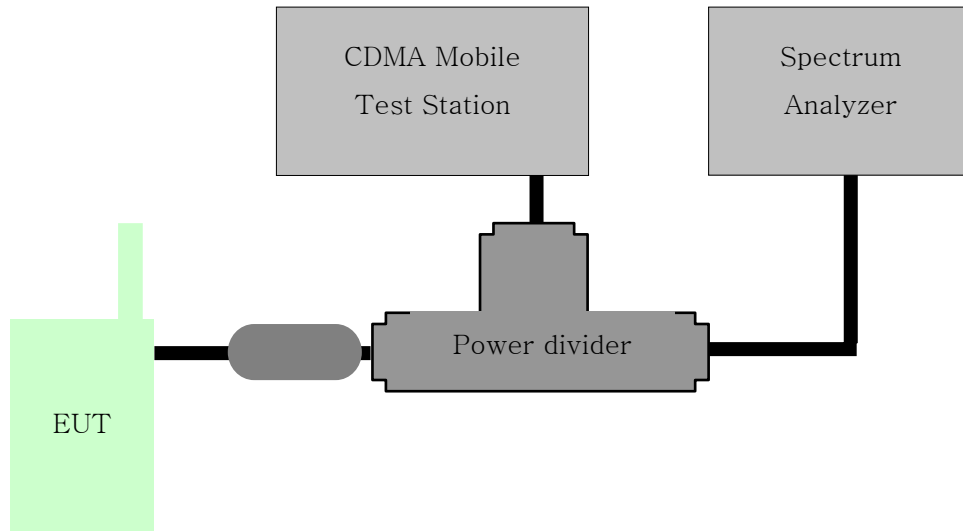 CDMA Mobile
Test Station
Spectrum
Analyzer
Power divider
EUT